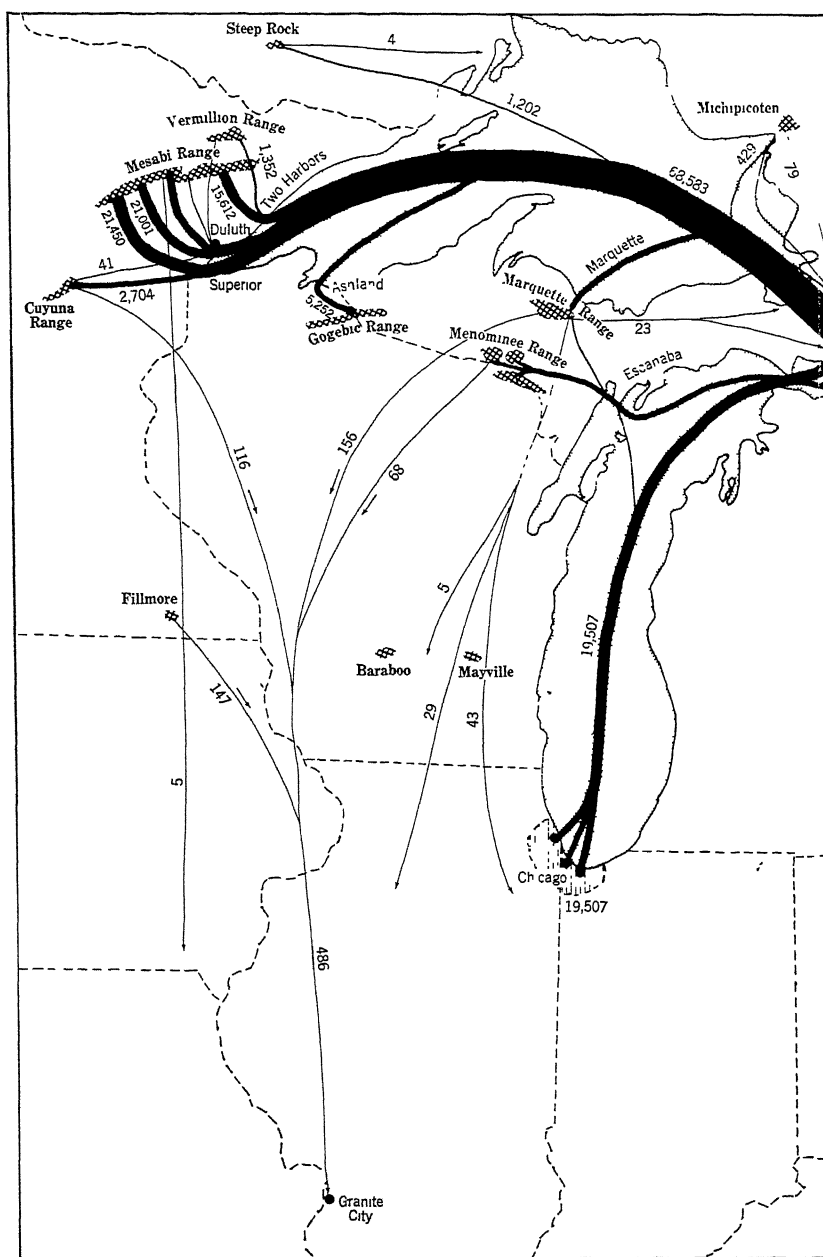 Steep Rock
4
1,202
Michipicoten
429
79
Vermillion Range
1,352
Mesabi Range
Two Harbors
68,583
15,612
21,001
21,450
Duluth
41
2,704
Superior
Cuyuna
Range
Ashland
5,252
Gogebic Range
Marquette
Marquette
Range
23
Menominee Range
Escanaba
116
156
68
Fillmore
147
5
Baraboo
Mayville
5
29
43
19,507
Ch cago
19,507
486
Granite
City